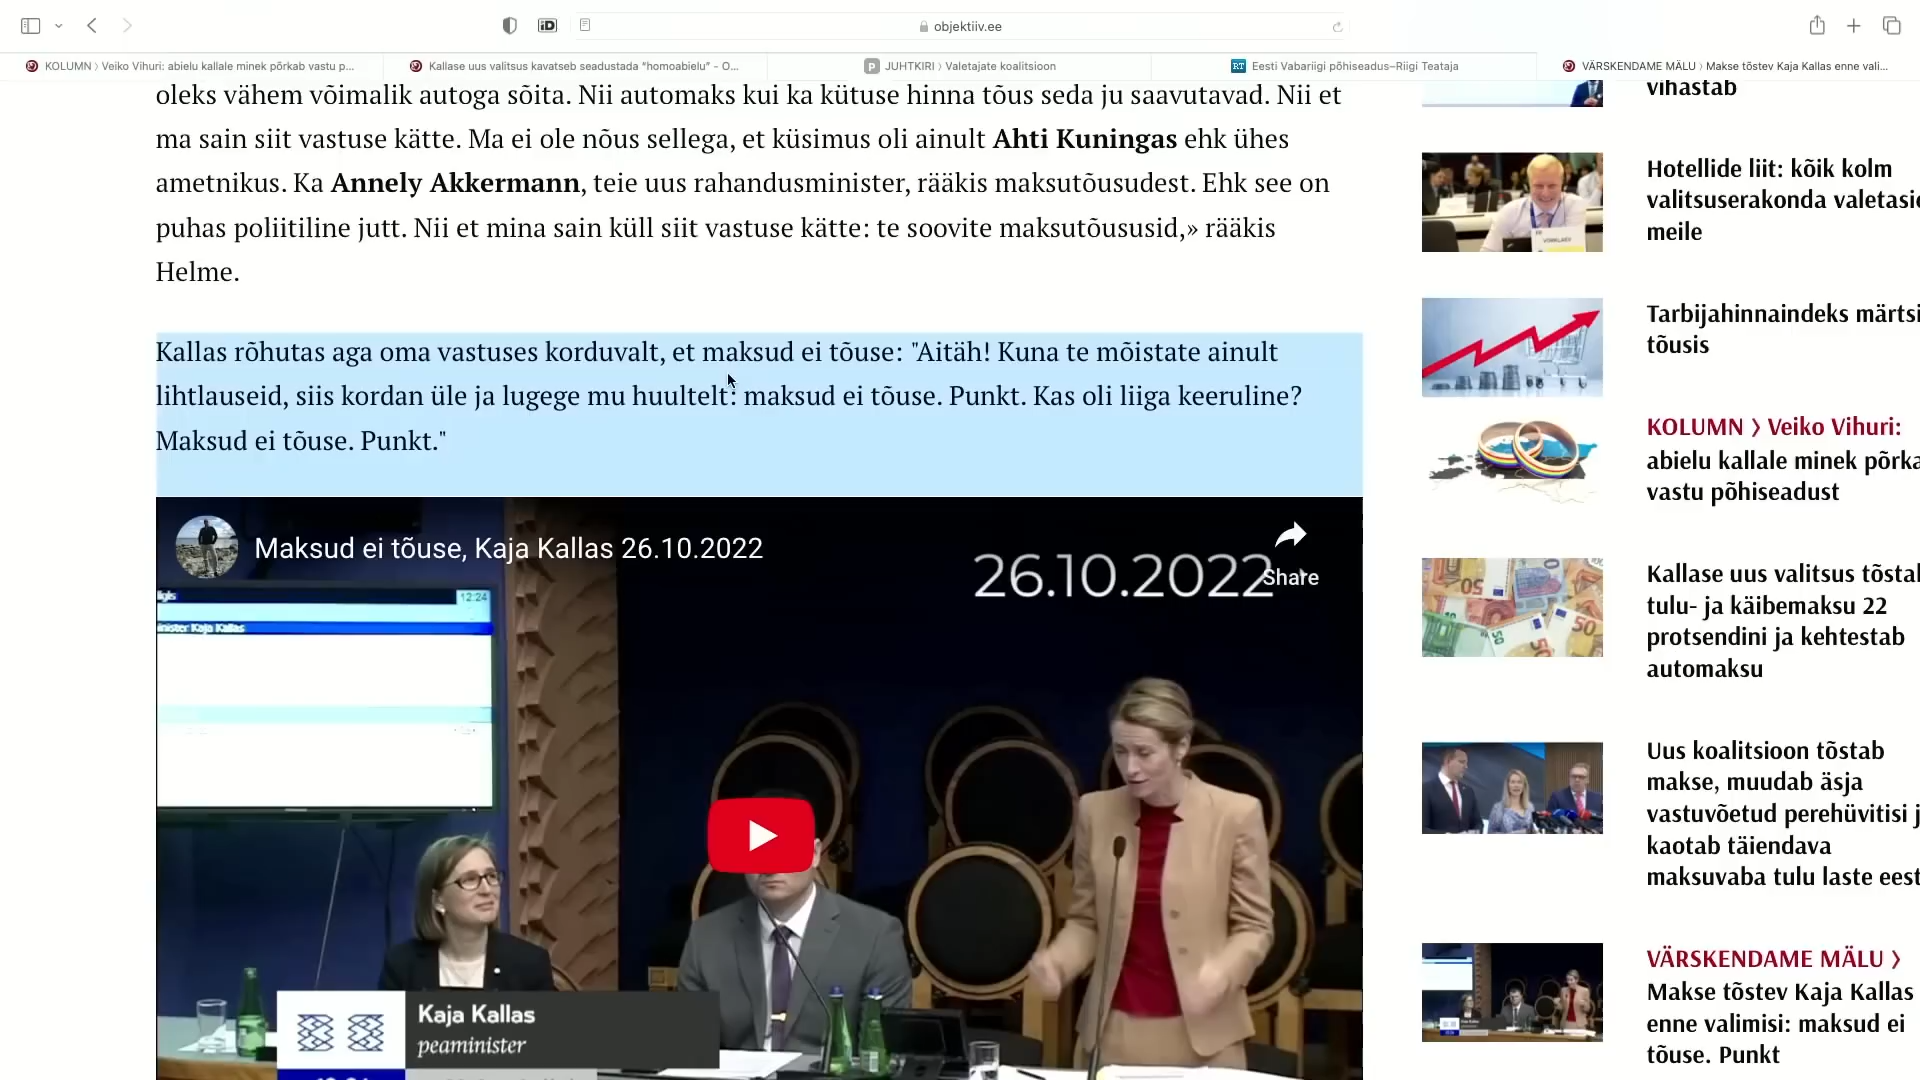 objektiiv.ee
KOLUMN 〉 Veiko Vihuri: abielu kallale minek põrkab vastu p...
Kallase uus valitsus kavatseb seadustada “homoabielu” - O...
JUHTKIRI 〉 Valetajate koalitsioon
Eesti Vabariigi põhiseadus–Riigi Teataja
VÄRSKENDAME MÄLU 〉 Makse tõstev Kaja Kallas enne vali...
oleks vähem võimalik autoga sõita. Nii automaks kui ka kütuse hinna tõus seda ju saavutavad. Nii et
ma sain siit vastuse kätte. Ma ei ole nõus sellega, et küsimus oli ainult Ahti Kuningas ehk ühes
ametnikus. Ka Annely Akkermann, teie uus rahandusminister, rääkis maksutõusudest. Ehk see on
puhas poliitiline jutt. Nii et mina sain küll siit vastuse kätte: te soovite maksutõususid,» rääkis
Helme.
Kallas rõhutas aga oma vastuses korduvalt, et maksud ei tõuse: "Aitäh! Kuna te mõistate ainult
lihtlauseid, siis kordan üle ja lugege mu huultelt: maksud ei tõuse. Punkt. Kas oli liiga keeruline?
Maksud ei tõuse. Punkt."
Maksud ei tõuse, Kaja Kallas 26.10.2022
26.10.2022
Share
12:24
Kaja Kallas
Kaja Kallas
peaminister
vihastab
Hotellide liit: kõik kolm
valitsuserakonda
meile
Tarbijahinnaindeks
tõusis
KOLUMN 〉 Veiko Vihuri:
abielu kallale minek
vastu põhiseadust
Kallase uus valitsus
tulu- ja käibemaksu 22
protsendini ja kehtestab
automaksu
Uus koalitsioon tõstab
makse, muudab äsja
vastuvõetud perehüvitisi
kaotab täiendava
maksuvaba tulu laste eest
VÄRSKENDAME MÄLU 〉
Makse tõstev Kaja Kallas
enne valimisi: maksud ei
tõuse. Punkt